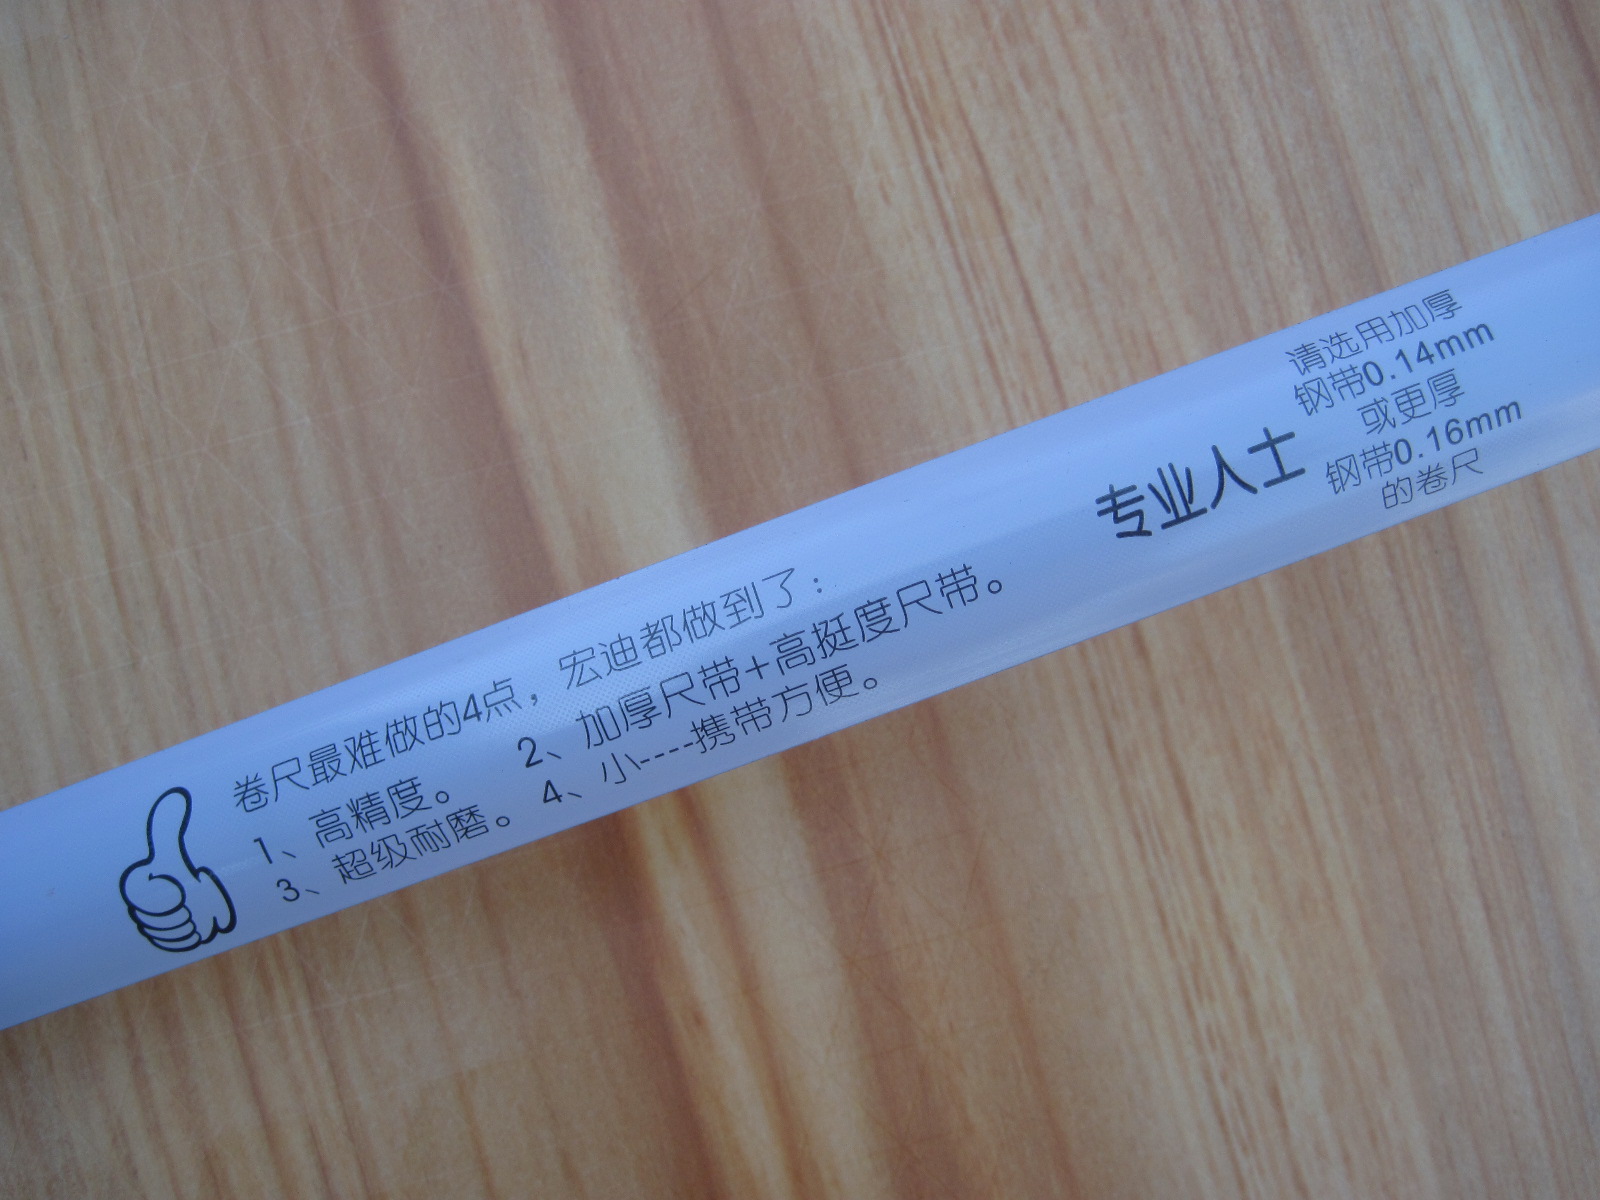 卷尺最难做的4点，宏迪都做到了：
1、高精度。 2、加厚尺带+高挺度尺带。
3、超级耐磨。 4、小----携带方便。
专业人士
请选用加厚
钢带0.14mm
或更厚
钢带0.16mm
的卷尺